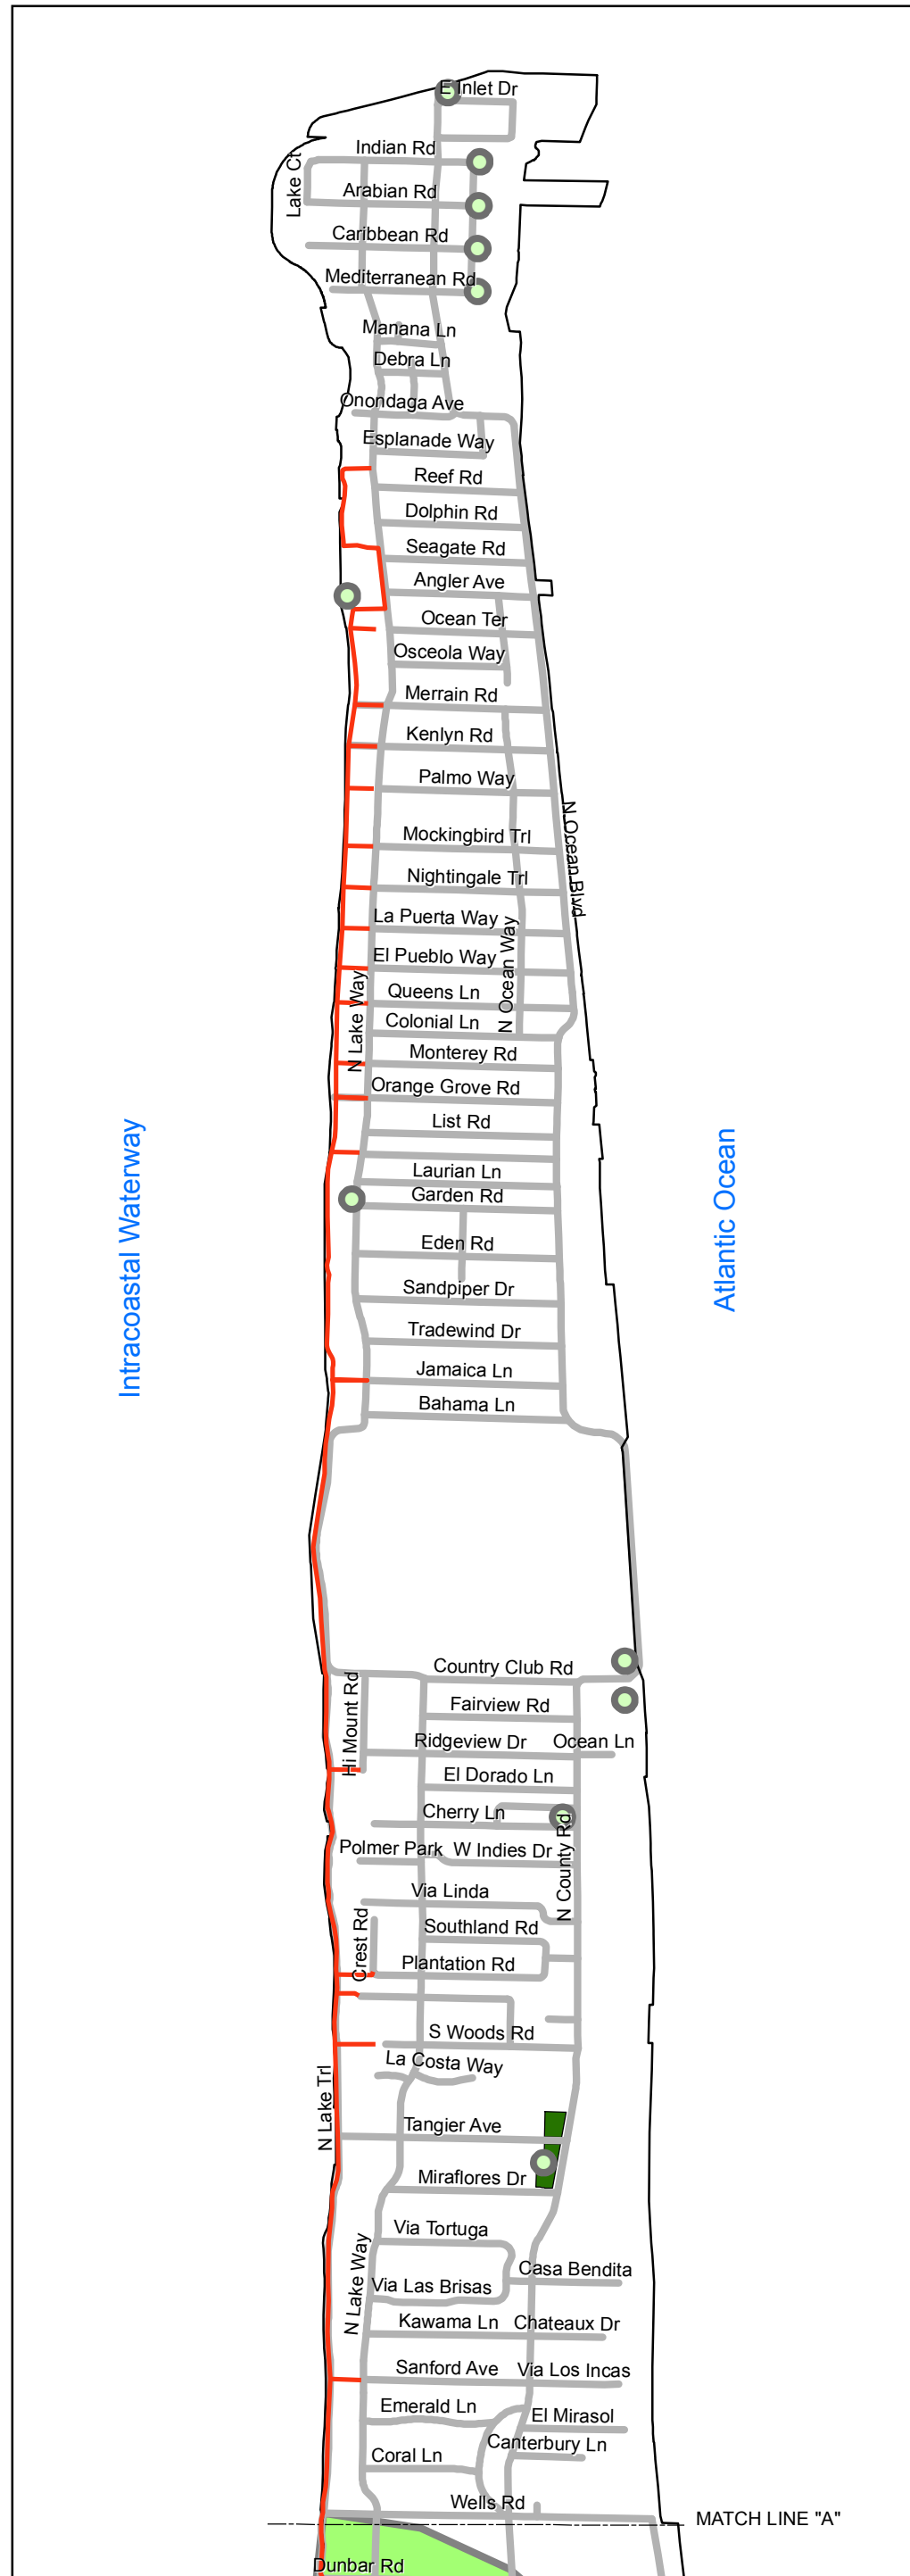 E Inlet Dr
Indian Rd
Lake Ct
Arabian Rd
Caribbean Rd
Mediterranean Rd
Manana Ln
Debra Ln
Onondaga Ave
Esplanade Way
Reef Rd
Dolphin Rd
Seagate Rd
Angler Ave
Ocean Ter
Osceola Way
Merrain Rd
Kenlyn Rd
Palmo Way
N Ocean Blvd
Mockingbird Trl
Nightingale Trl
La Puerta Way
N Ocean Way
El Pueblo Way
N Lake Way
Queens Ln
Colonial Ln
Monterey Rd
Orange Grove Rd
List Rd
Intracoastal Waterway
Atlantic Ocean
Laurian Ln
Garden Rd
Eden Rd
Sandpiper Dr
Tradewind Dr
Jamaica Ln
Bahama Ln
Country Club Rd
Hi Mount Rd
Fairview Rd
Ridgeview Dr
Ocean Ln
El Dorado Ln
Cherry Ln
N County Rd
Polmer Park
W Indies Dr
Via Linda
Crest Rd
Southland Rd
Plantation Rd
S Woods Rd
La Costa Way
N Lake Trl
Tangier Ave
Miraflores Dr
Via Tortuga
N Lake Way
Casa Bendita
Via Las Brisas
Kawama Ln
Chateaux Dr
Sanford Ave
Via Los Incas
Emerald Ln
El Mirasol
Canterbury Ln
Coral Ln
Wells Rd
MATCH LINE "A"
Dunbar Rd